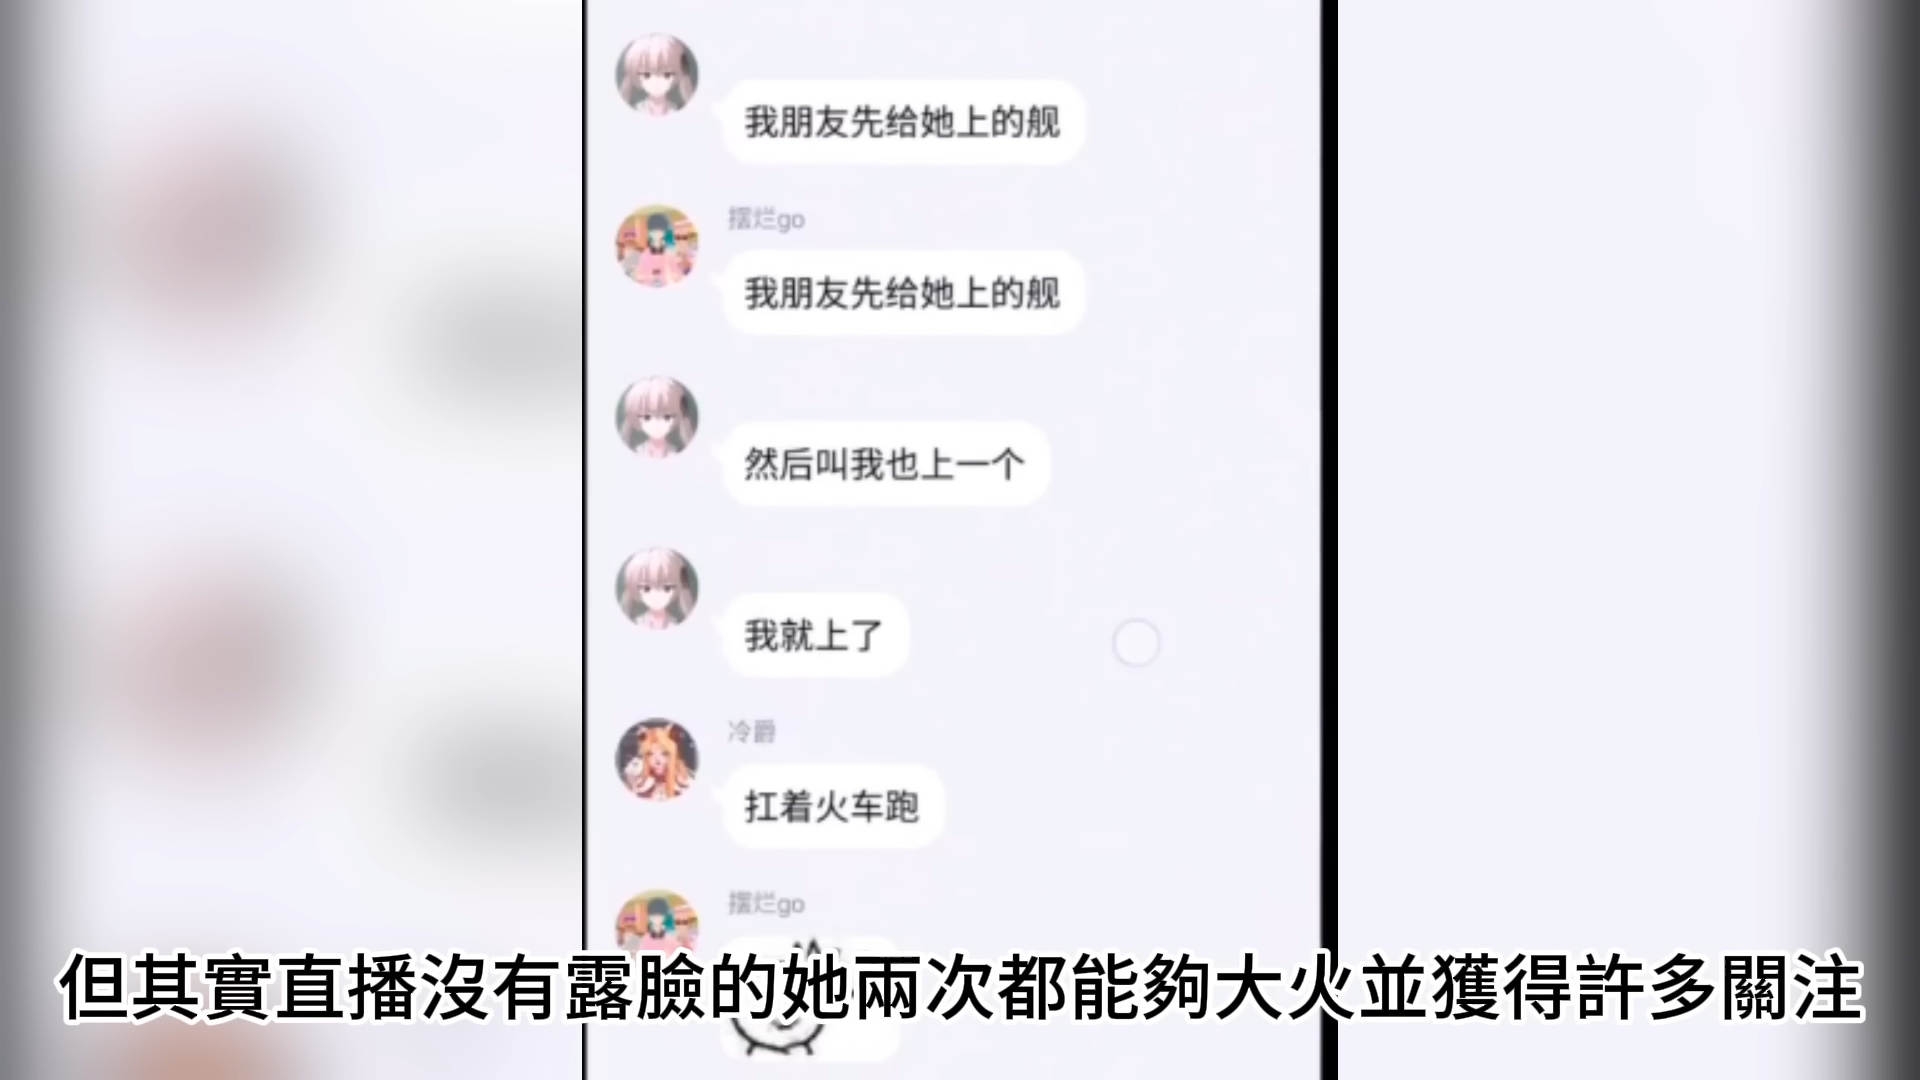 我朋友先给她上的舰
摆烂go
我朋友先给她上的舰
然后叫我也上一个
我就上了
冷爵
扛着火车跑
摆烂go
但其實直播沒有露臉的她兩次都能夠大火並獲得許多關注